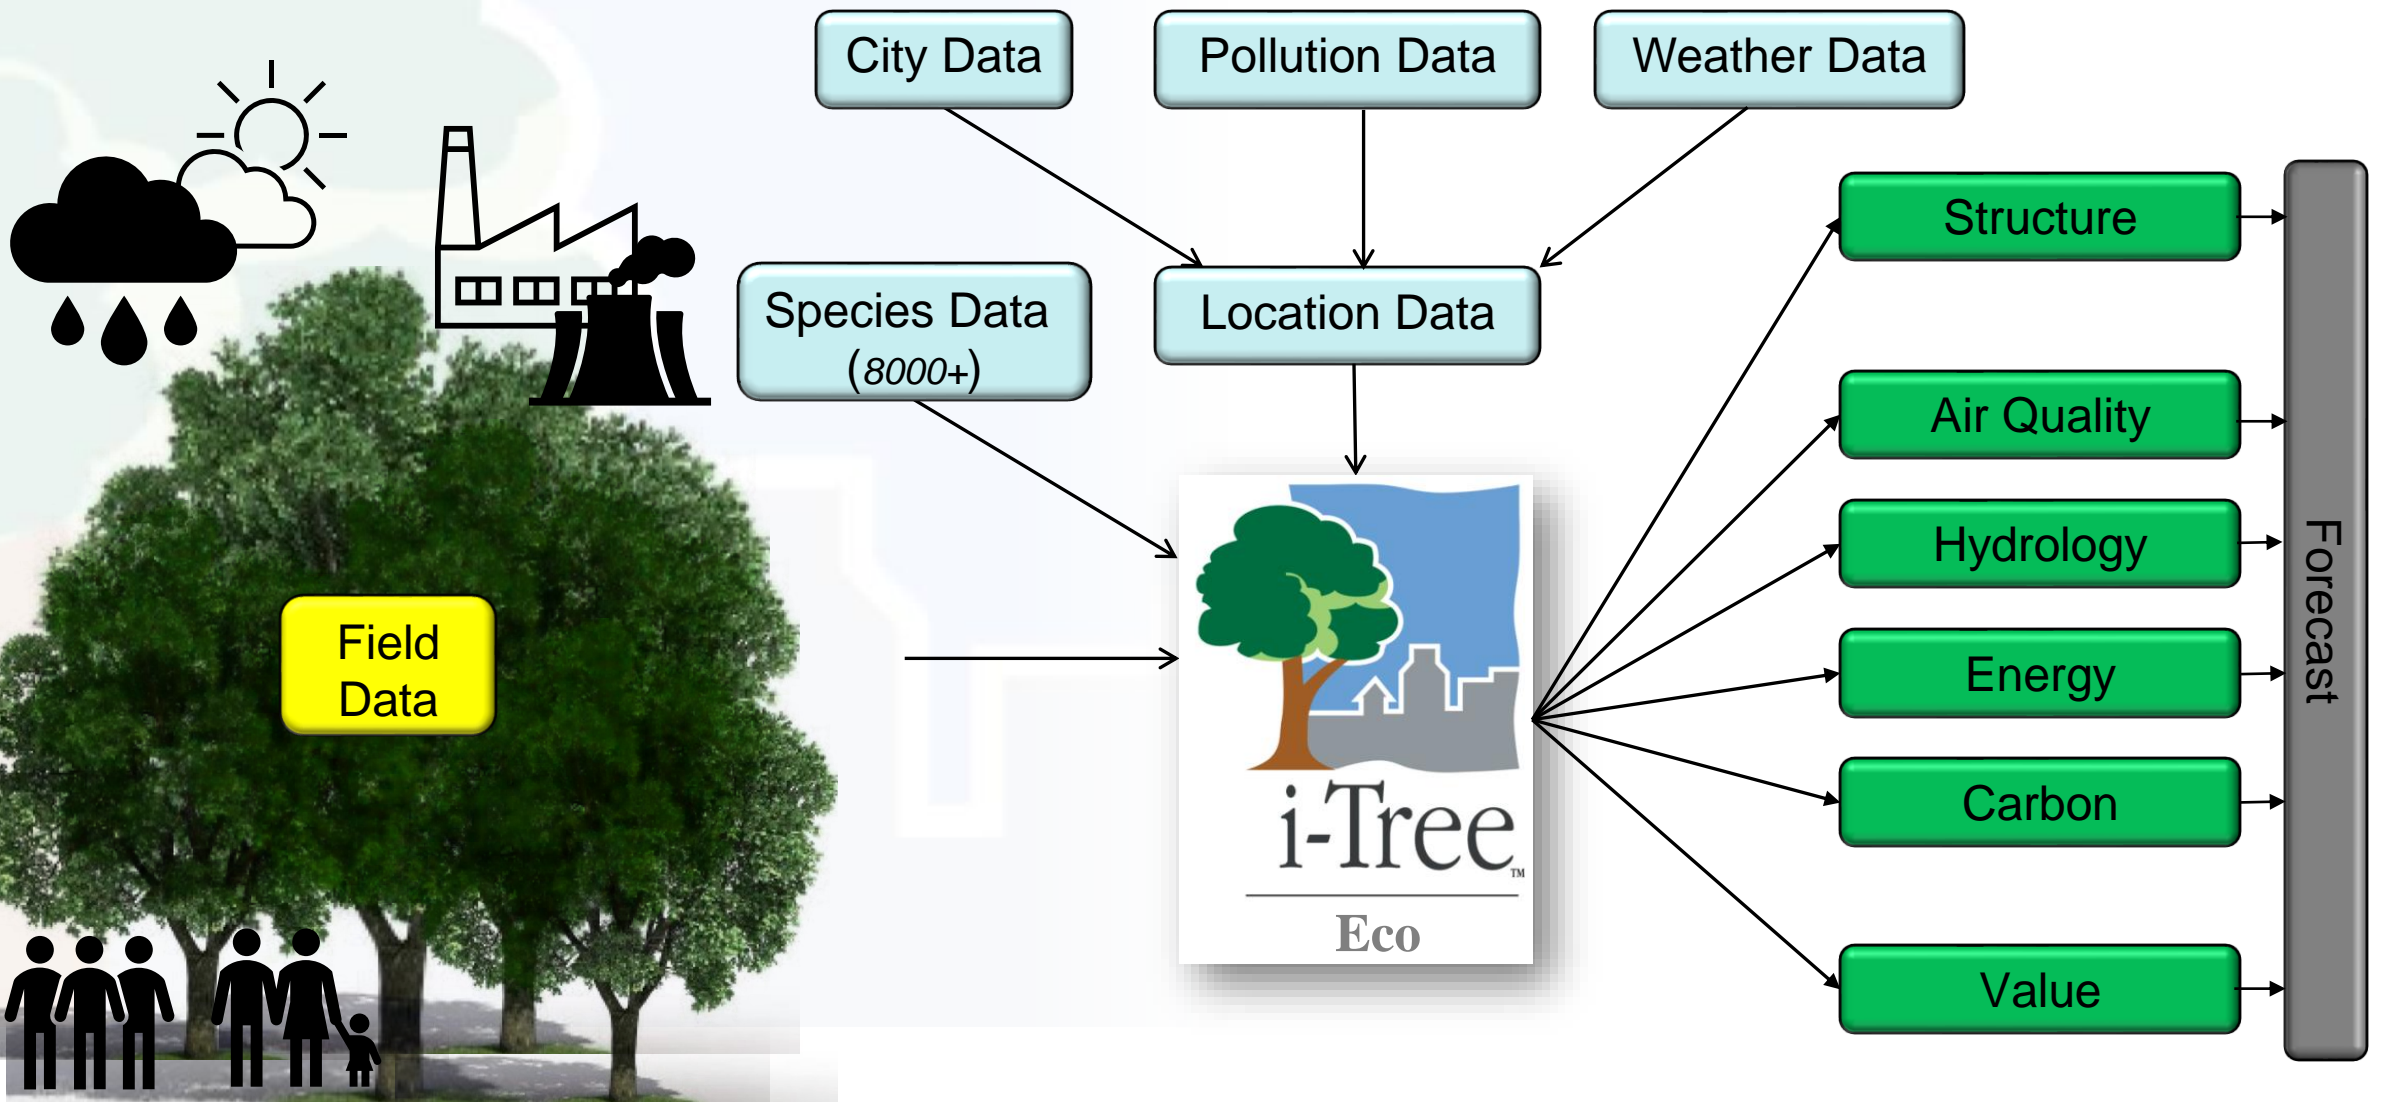 City Data
Pollution Data
Weather Data
Species Data
(8000+)
Location Data
Field
Data
i-Tree™
Eco
Structure
Air Quality
Hydrology
Energy
Carbon
Value
Forecast